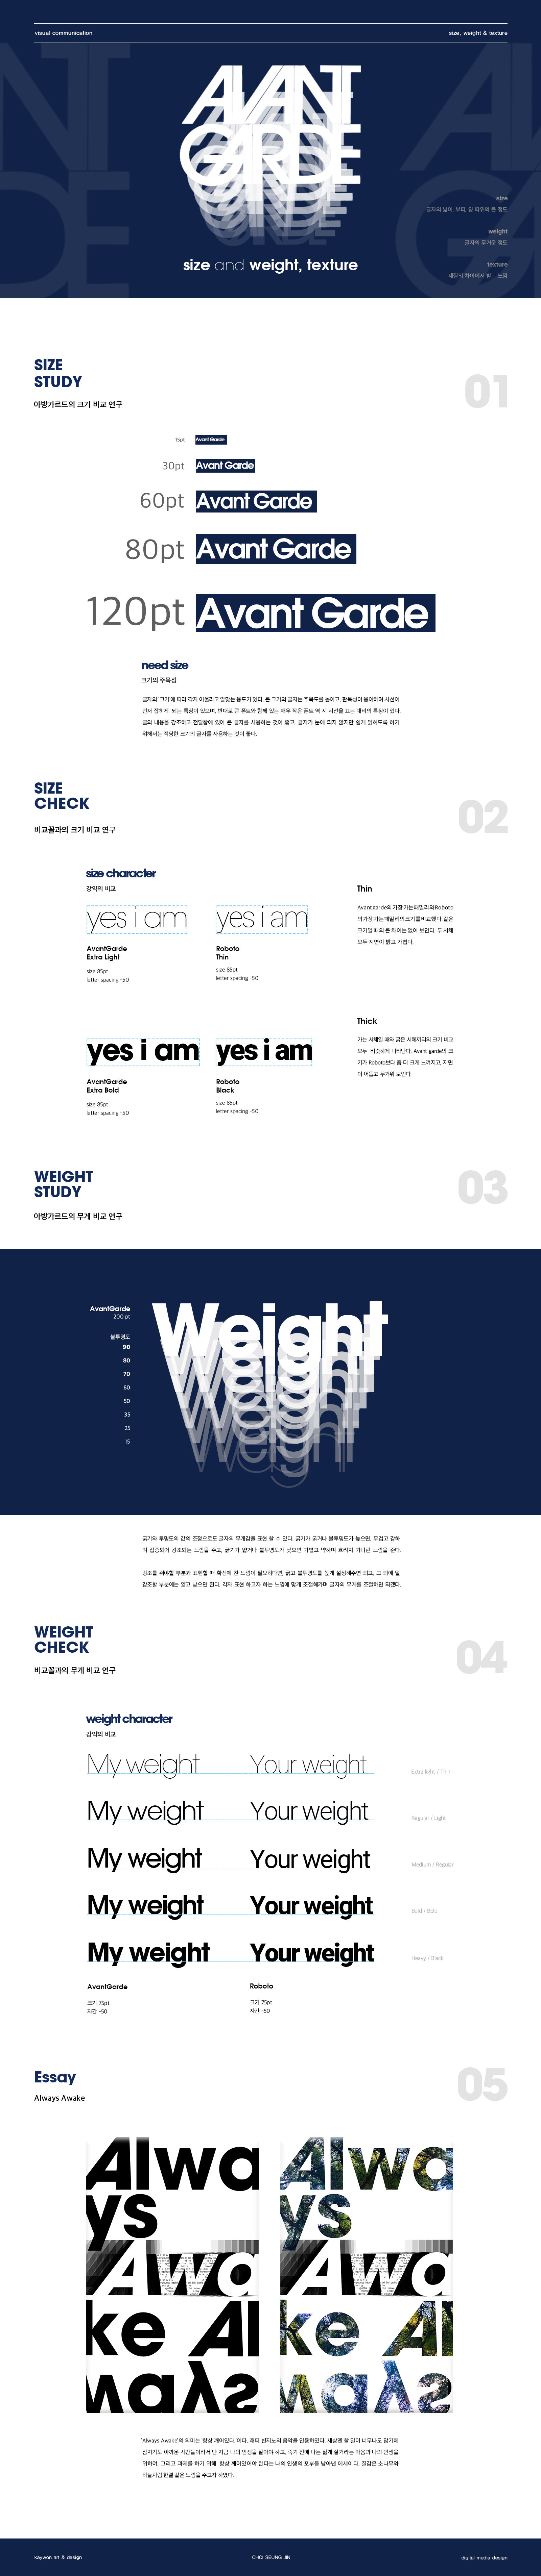 visual communication
size, weight & texture
AVANT
GARDE
size and weight, texture
size
글자의 넓이, 부피, 양 따위의 큰 정도
weight
글자의 무거운 정도
texture
재질의 차이에서 받는 느낌
SIZE
STUDY
01
아방가르드의 크기 비교 연구
15pt Avant Garde
30pt Avant Garde
60pt Avant Garde
80pt Avant Garde
120pt Avant Garde
need size
크기의 주목성
글자의 '크기'에 따라 각자 어울리고 알맞는 용도가 있다. 큰 크기의 글자는 주목도를 높이고, 판독성이 용이하며 시선이
먼저 잡히게 되는 특징이 있으며, 반대로 큰 폰트와 함께 있는 매우 작은 폰트 역 시 시선을 끄는 대비의 특징이 있다.
글의 내용을 강조하고 전달함에 있어 큰 글자를 사용하는 것이 좋고, 글자가 눈에 띄지 않지만 쉽게 읽히도록 하기
위해서는 적당한 크기의 글자를 사용하는 것이 좋다.
SIZE
CHECK
02
비교꼴과의 크기 비교 연구
size character
강약의 비교
yes i am
yes i am
AvantGarde
Extra Light
size 85pt
letter spacing -50
Roboto
Thin
size 85pt
letter spacing -50
Thin
Avant garde의 가장 가는 패밀리와 Roboto
의 가장 가는 패밀리의 크기를 비교했다. 같은
크기일 때의 큰 차이는 없어 보인다. 두 서체
모두 지면이 밝고 가볍다.
yes i am
yes i am
AvantGarde
Extra Bold
size 85pt
letter spacing -50
Roboto
Black
size 85pt
letter spacing -50
Thick
가는 서체일 때와 굵은 서체끼리의 크기 비교
모두 비슷하게 나타난다. Avant garde의 크
기가 Roboto보다 좀 더 크게 느껴지고, 지면
이 어둡고 무거워 보인다.
WEIGHT
STUDY
03
아방가르드의 무게 비교 연구
AvantGarde
200 pt
불투명도
90
80
70
60
50
35
25
15
Weight
굵기와 투명도의 값의 조정으로도 글자의 무게감을 표현 할 수 있다. 굵기가 굵거나 불투명도가 높으면, 무겁고 강하
며 집중되어 강조되는 느낌을 주고, 굵기가 얇거나 불투명도가 낮으면 가볍고 약하며 흐려져 가녀린 느낌을 준다.
강조를 줘야할 부분과 표현할 때 확신에 찬 느낌이 필요하다면, 굵고 불투명도를 높게 설정해주면 되고, 그 외에 덜
강조할 부분에는 얇고 낮으면 된다. 각자 표현 하고자 하는 느낌에 맞게 조절해가며 글자의 무게를 조절하면 되겠다.
WEIGHT
CHECK
04
비교꼴과의 무게 비교 연구
weight character
강약의 비교
My weight Your weight Extra light / Thin
My weight Your weight Regular / Light
My weight Your weight Medium / Regular
My weight Your weight Bold / Bold
My weight Your weight Heavy / Black
AvantGarde
크기 75pt
자간 -50
Roboto
크기 75pt
자간 -50
Essay
05
Always Awake
Alwa
ys
Awa
ke Al
ways
Alwa
ys
Awa
ke Al
ways
'Always Awake'의 의미는 '항상 깨어있다.'이다. 래퍼 빈지노의 음악을 인용하였다. 세상엔 할 일이 너무나도 많기에
잠자기도 아까운 시간들이라서 난 지금 나의 인생을 살아야 하고, 죽기 전에 나는 젊게 살거라는 마음과 나의 인생을
위하여, 그리고 과제를 하기 위해 항상 깨어있어야 한다는 나의 인생의 포부를 날아낸 에세이다. 질감은 소나무와
하늘처럼 한결 같은 느낌을 주고자 하였다.
kaywon art & design
CHOI SEUNG JIN
digital media design